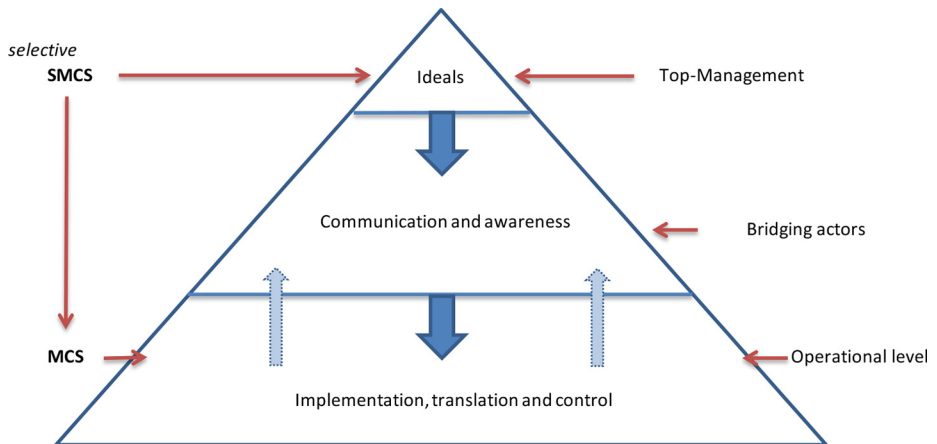 selective
SMCS
Ideals
Top-Management
Communication and awareness
Bridging actors
MCS
Operational level
Implementation, translation and control